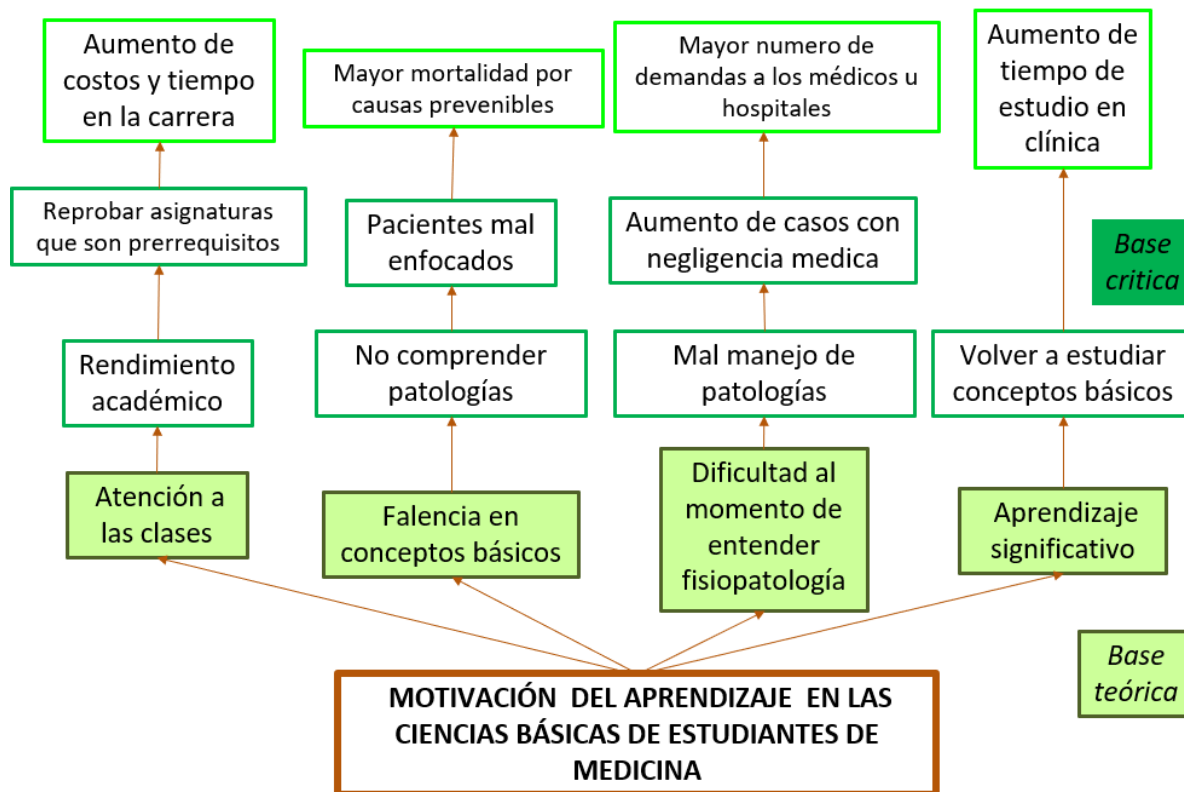 Aumento de
costos y tiempo
en la carrera
Mayor mortalidad por
causas prevenibles
Mayor numero de
demandas a los médicos u
hospitales
Aumento de
tiempo de
estudio en
clínica
Reprobar asignaturas
que son prerrequisitos
Pacientes mal
enfocados
Aumento de casos con
negligencia medica
Base
critica
Rendimiento
académico
No comprender
patologías
Mal manejo de
patologías
Volver a estudiar
conceptos básicos
Atención a
las clases
Falencia en
conceptos básicos
Dificultad al
momento de
entender
fisiopatología
Aprendizaje
significativo
Base
teórica
MOTIVACIÓN DEL APRENDIZAJE EN LAS
CIENCIAS BÁSICAS DE ESTUDIANTES DE
MEDICINA